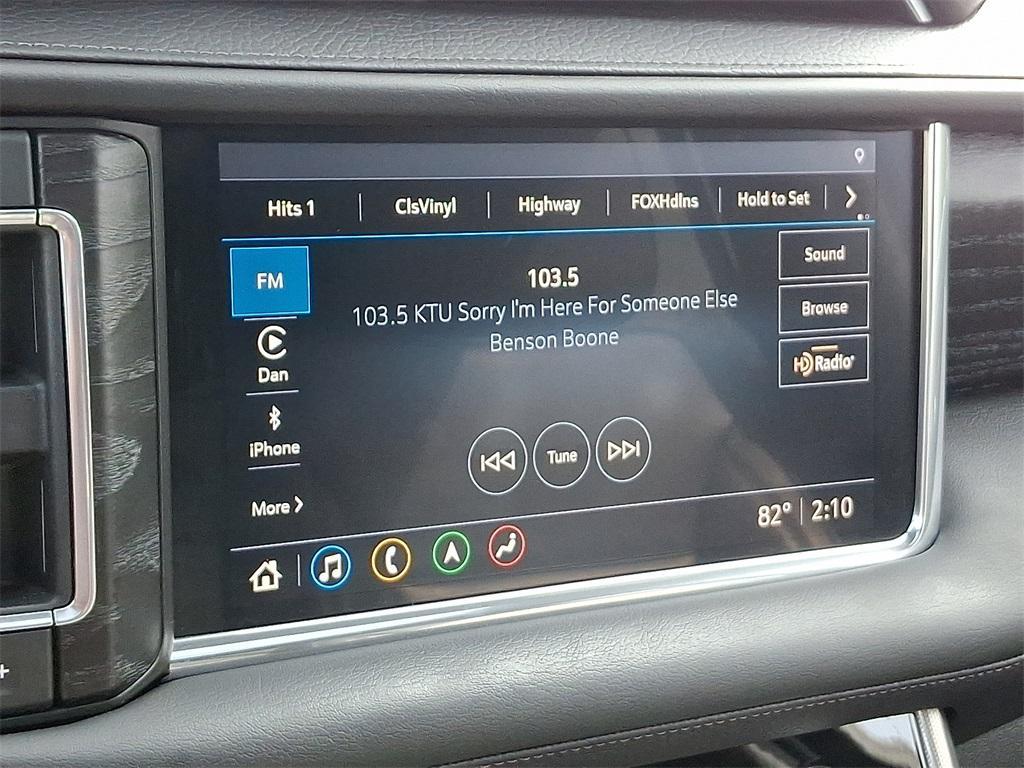 Hits 1
ClsVinyl
Highway
FOXHdlns
Hold to Set
FM
Dan
iPhone
More
103.5
103.5 KTU Sorry I'm Here For Someone Else
Benson Boone
Tune
Sound
Browse
HD Radio
82° 2:10
+